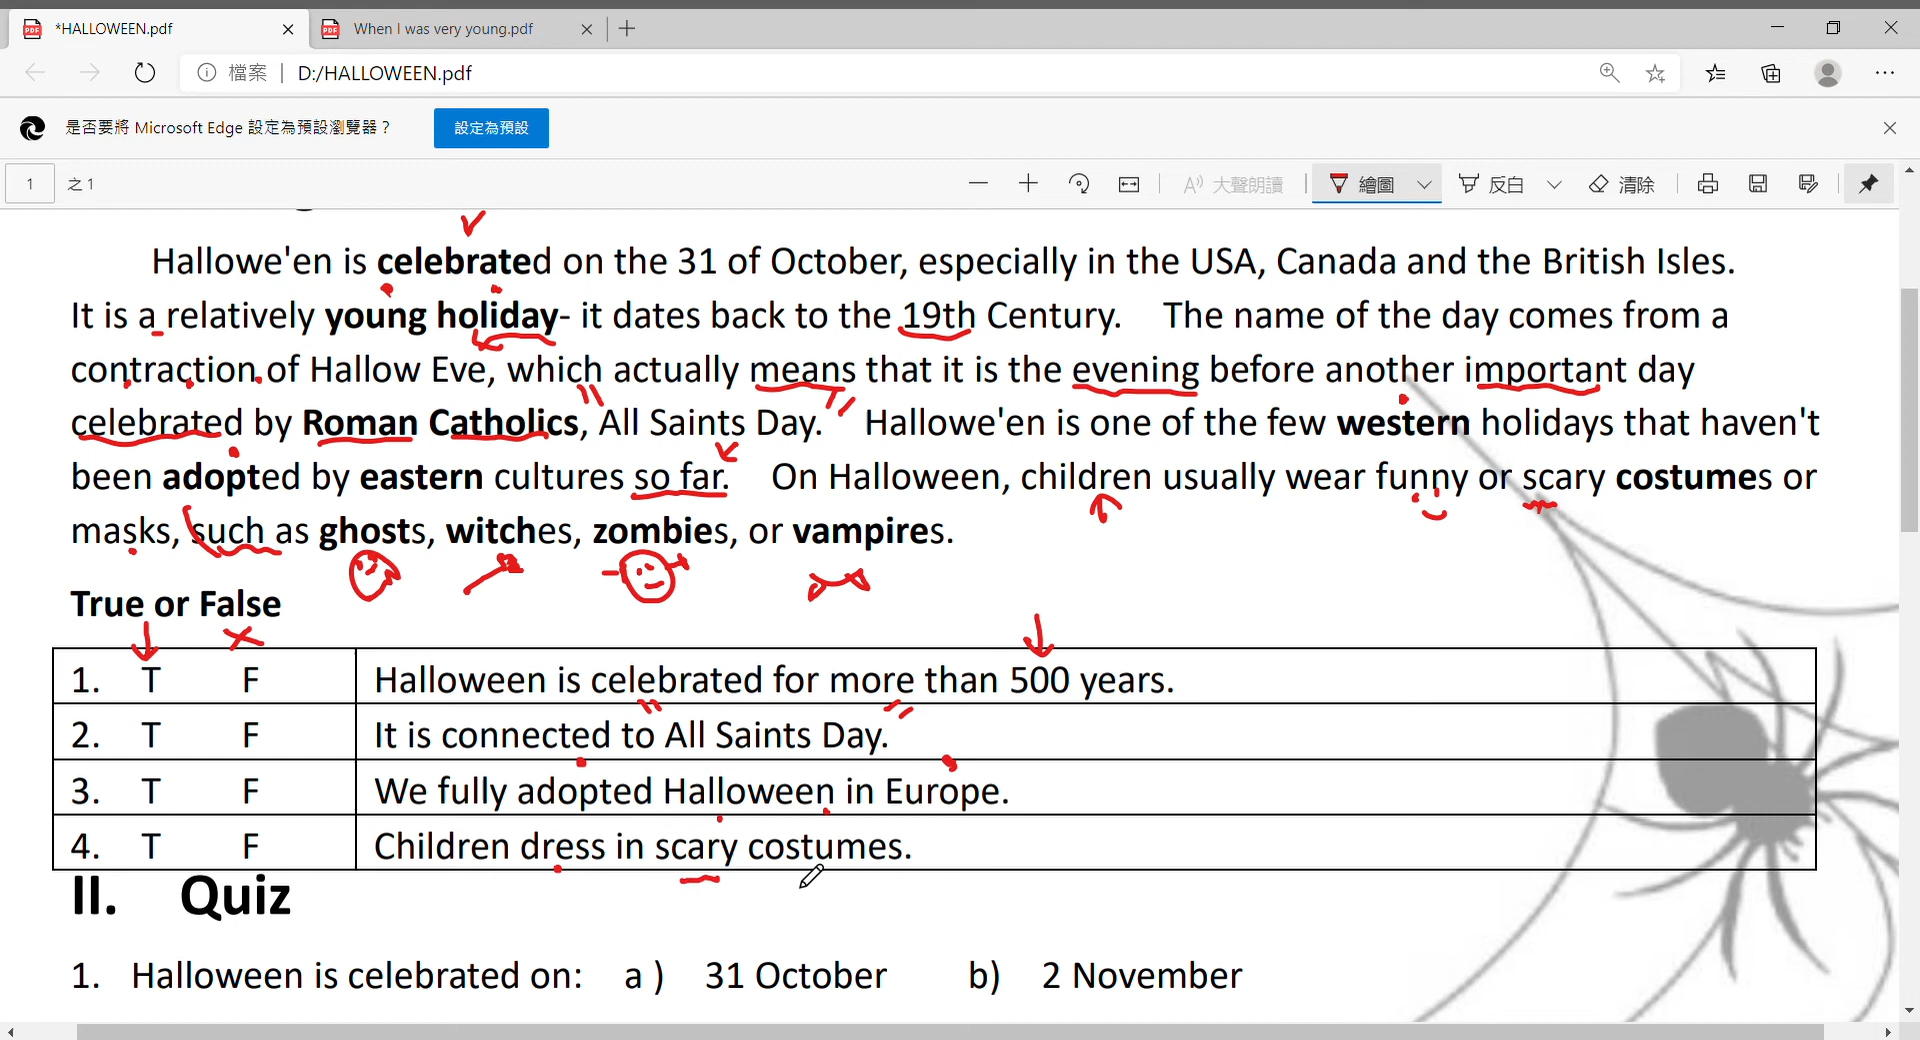 *HALLOWEEN.pdf
When I was very young.pdf
檔案 | D:/HALLOWEEN.pdf
是否要將 Microsoft Edge 設定為預設瀏覽器？
設定為預設
1 之 1
大聲朗讀
繪圖
反白
清除
Hallowe'en is celebrated on the 31 of October, especially in the USA, Canada and the British Isles.
It is a relatively young holiday- it dates back to the 19th Century. The name of the day comes from a
contraction of Hallow Eve, which actually means that it is the evening before another important day
celebrated by Roman Catholics, All Saints Day. Hallowe'en is one of the few western holidays that haven't
been adopted by eastern cultures so far. On Halloween, children usually wear funny or scary costumes or
masks, such as ghosts, witches, zombies, or vampires.
True or False
1. T F Halloween is celebrated for more than 500 years.
2. T F It is connected to All Saints Day.
3. T F We fully adopted Halloween in Europe.
4. T F Children dress in scary costumes.
II. Quiz
1. Halloween is celebrated on: a ) 31 October b) 2 November